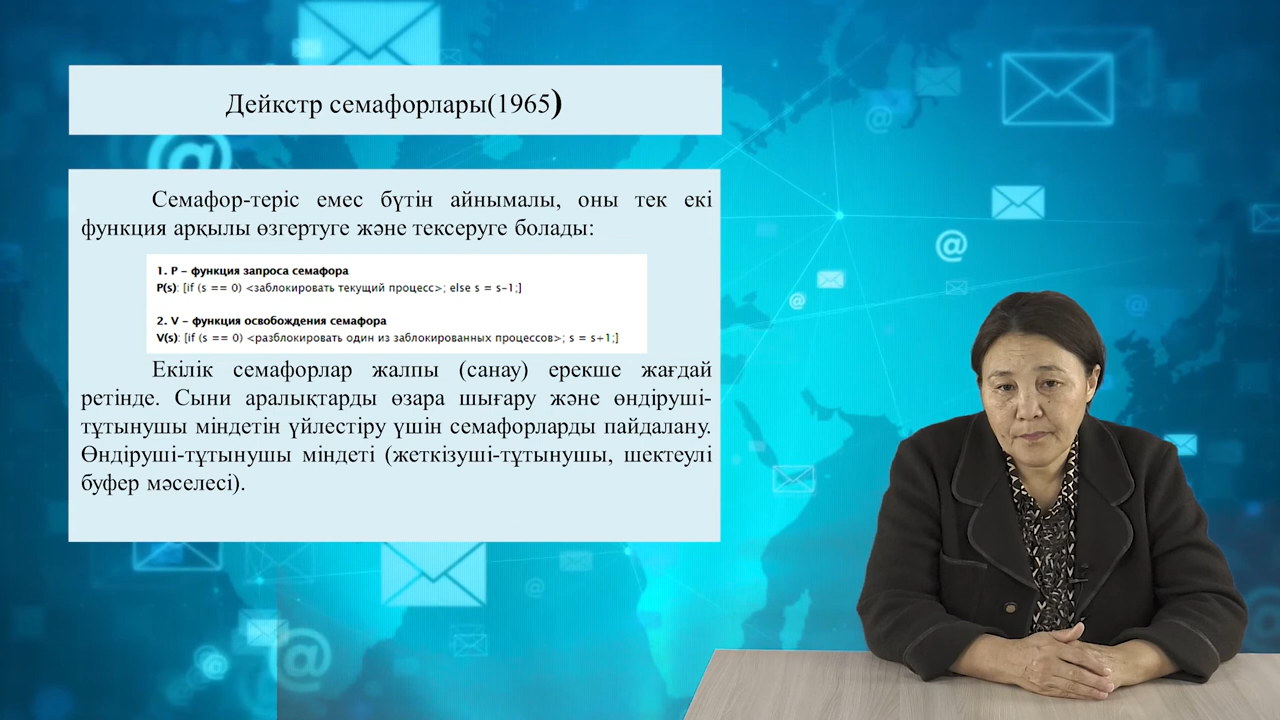 Дейкстр семафорлары(1965)
Семафор-теріс емес бүтін айнымалы, оны тек екі
функция арқылы өзгертуге және тексеруге болады:
1. P – функция запроса семафора
P(s): [if (s == 0) <заблокировать текущий процесс>; else s = s-1;]
2. V – функция освобождения семафора
V(s): [if (s == 0) <разблокировать один из заблокированных процессов>; s = s+1;]
Екілік семафорлар жалпы (санау) ерекше жағдай
ретінде. Сыни аралықтарды өзара шығару және өндіруші-
тұтынушы міндетін үйлестіру үшін семафорларды пайдалану.
Өндіруші-тұтынушы міндеті (жеткізуші-тұтынушы, шектеулі
буфер мәселесі).